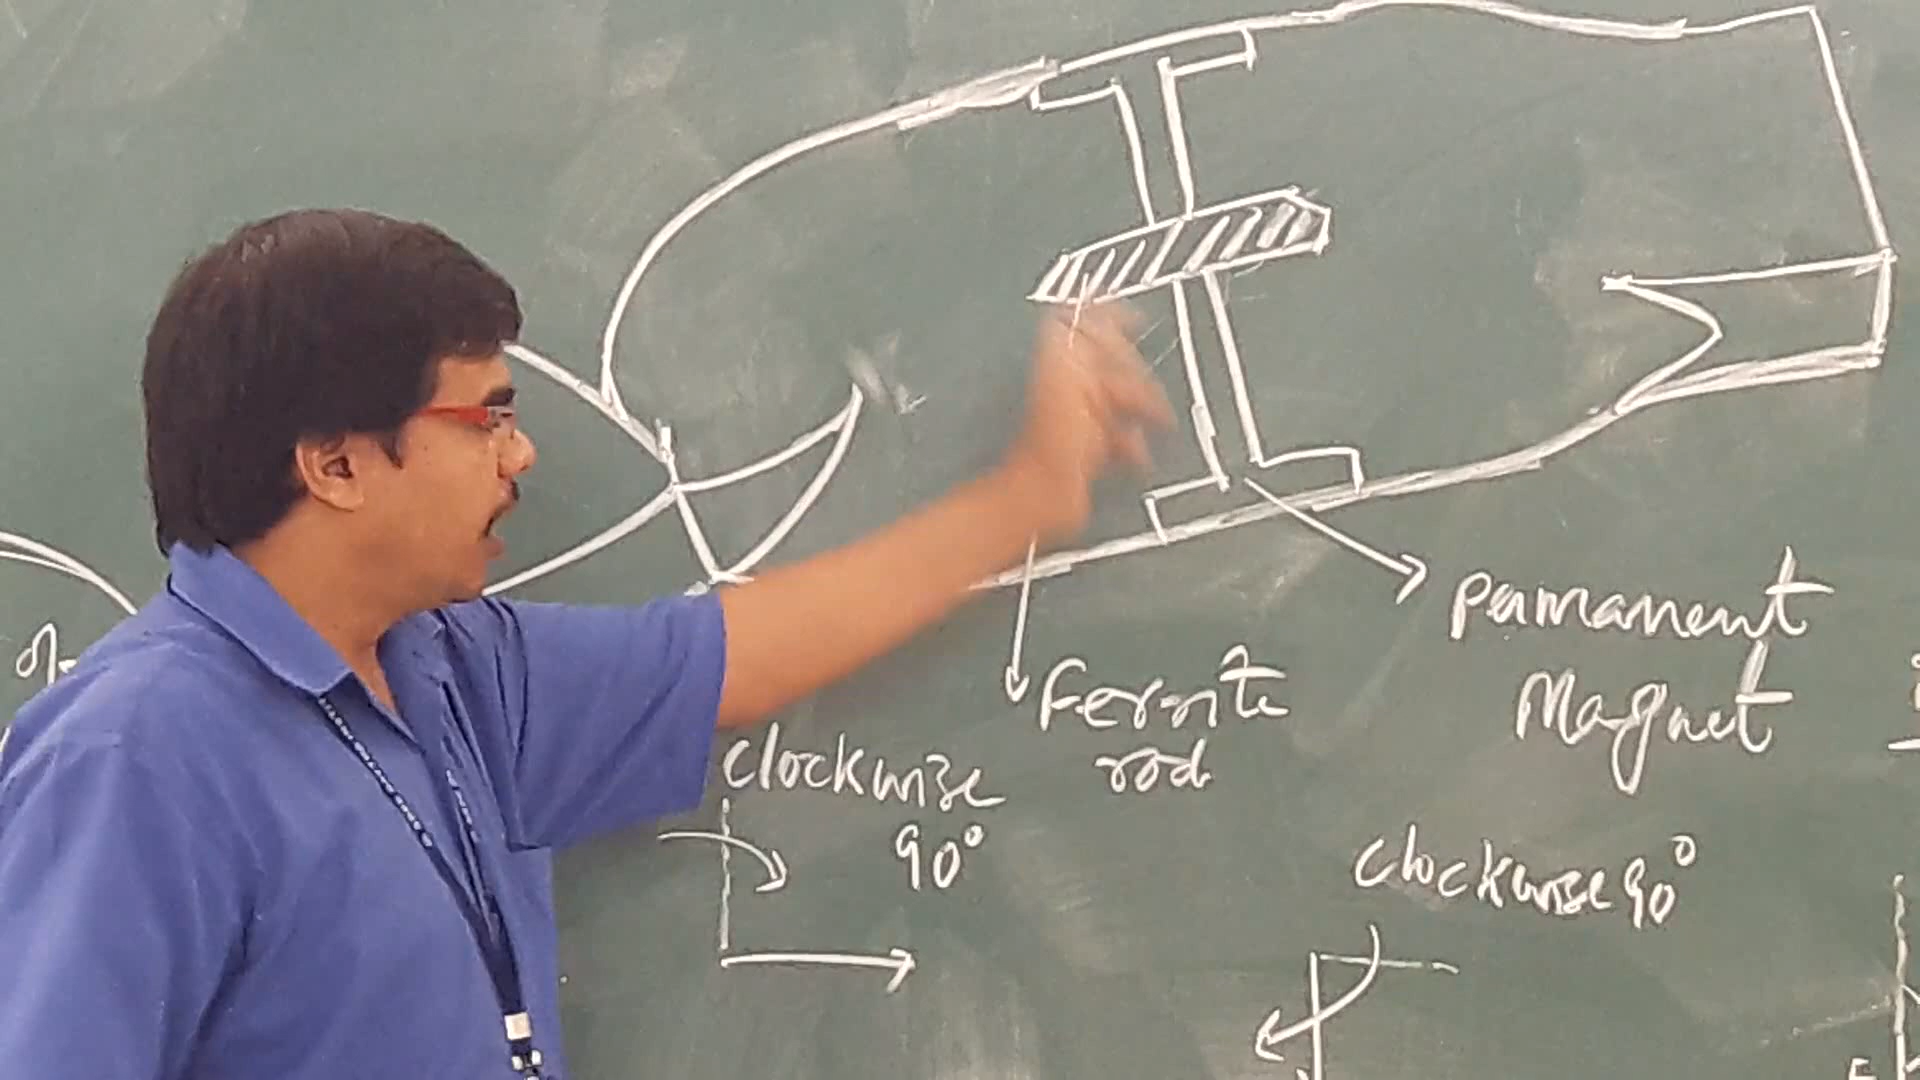 Permanent
Magnet
Ferrite
rod
clockwise
90°
clockwise 90°